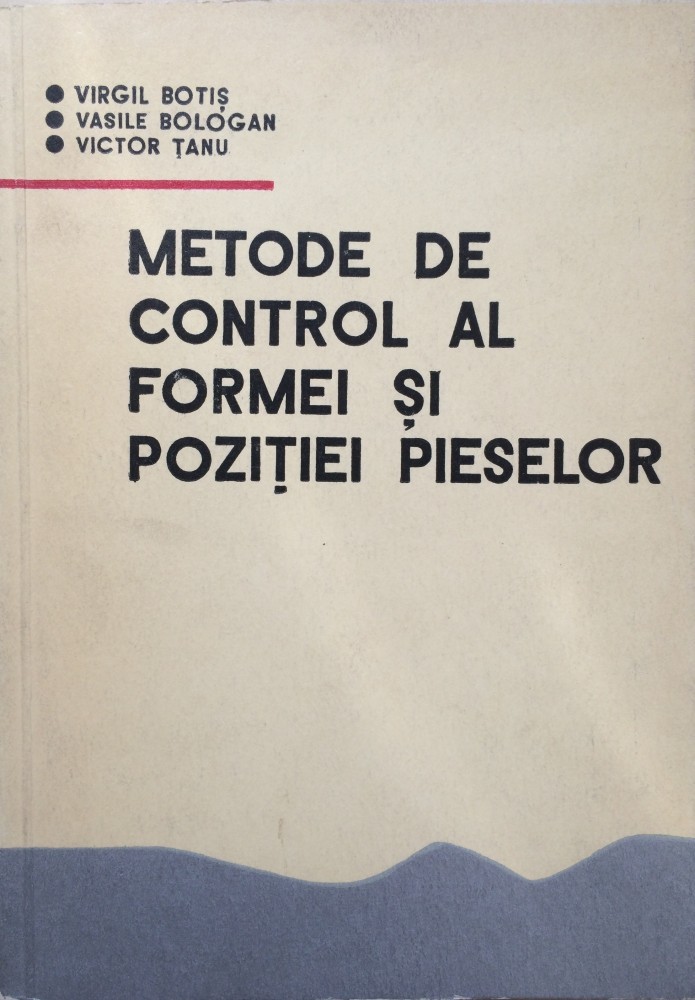 ● VIRGIL BOTIȘ
● VASILE BOLOGAN
● VICTOR ȚANU
METODE DE
CONTROL AL
FORMEI ȘI
POZIȚIEI PIESELOR